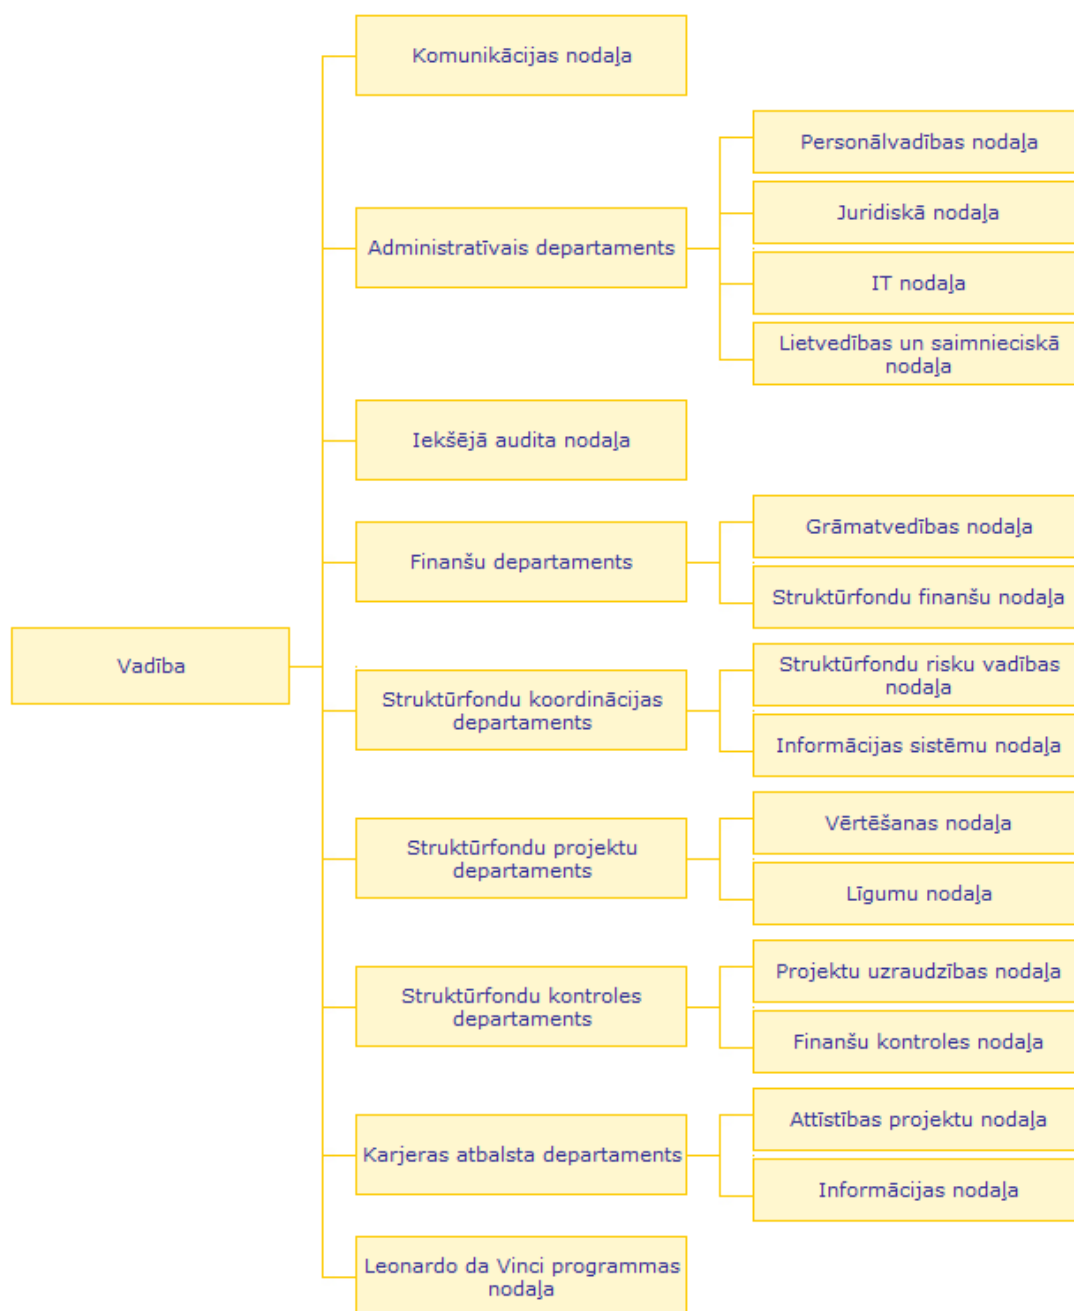 Komunikācijas nodaļa
Personālvadības nodaļa
Juridiskā nodaļa
Administratīvais departaments
IT nodaļa
Lietvedības un saimnieciskā
nodaļa
Iekšējā audita nodaļa
Grāmatvedības nodaļa
Finanšu departaments
Struktūrfondu finanšu nodaļa
Vadība
Struktūrfondu risku vadības
nodaļa
Struktūrfondu koordinācijas
departaments
Informācijas sistēmu nodaļa
Vērtēšanas nodaļa
Struktūrfondu projektu
departaments
Līgumu nodaļa
Projektu uzraudzības nodaļa
Struktūrfondu kontroles
departaments
Finanšu kontroles nodaļa
Attīstības projektu nodaļa
Karjeras atbalsta departaments
Informācijas nodaļa
Leonardo da Vinci programmas
nodaļa